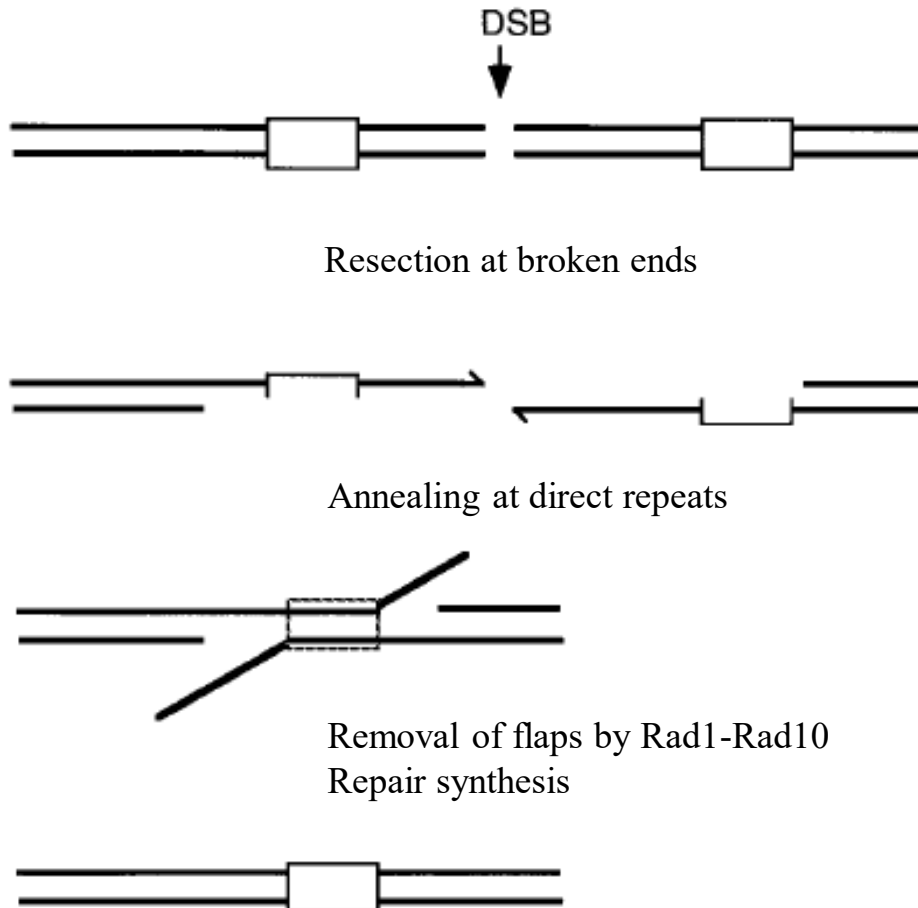 DSB
Resection at broken ends
Annealing at direct repeats
Removal of flaps by Rad1-Rad10
Repair synthesis